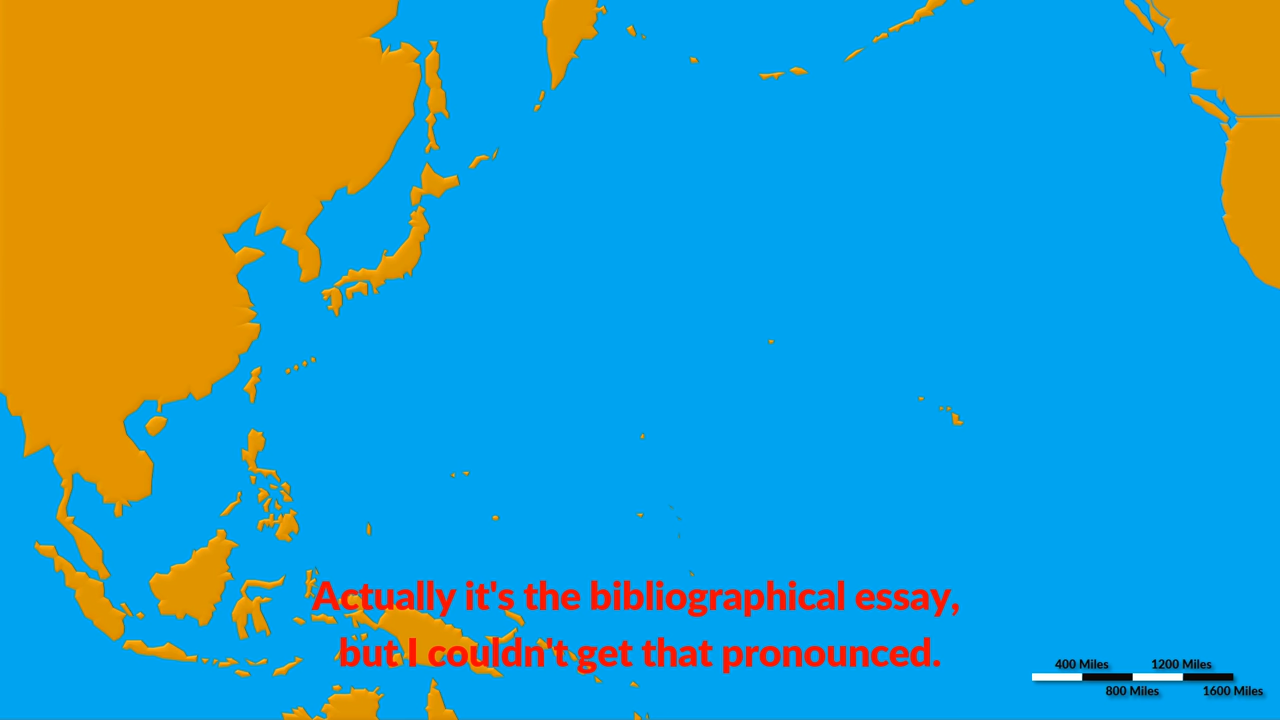 Actually it's the bibliographical essay,
but I couldn't get that pronounced.
400 Miles 1200 Miles
800 Miles 1600 Miles